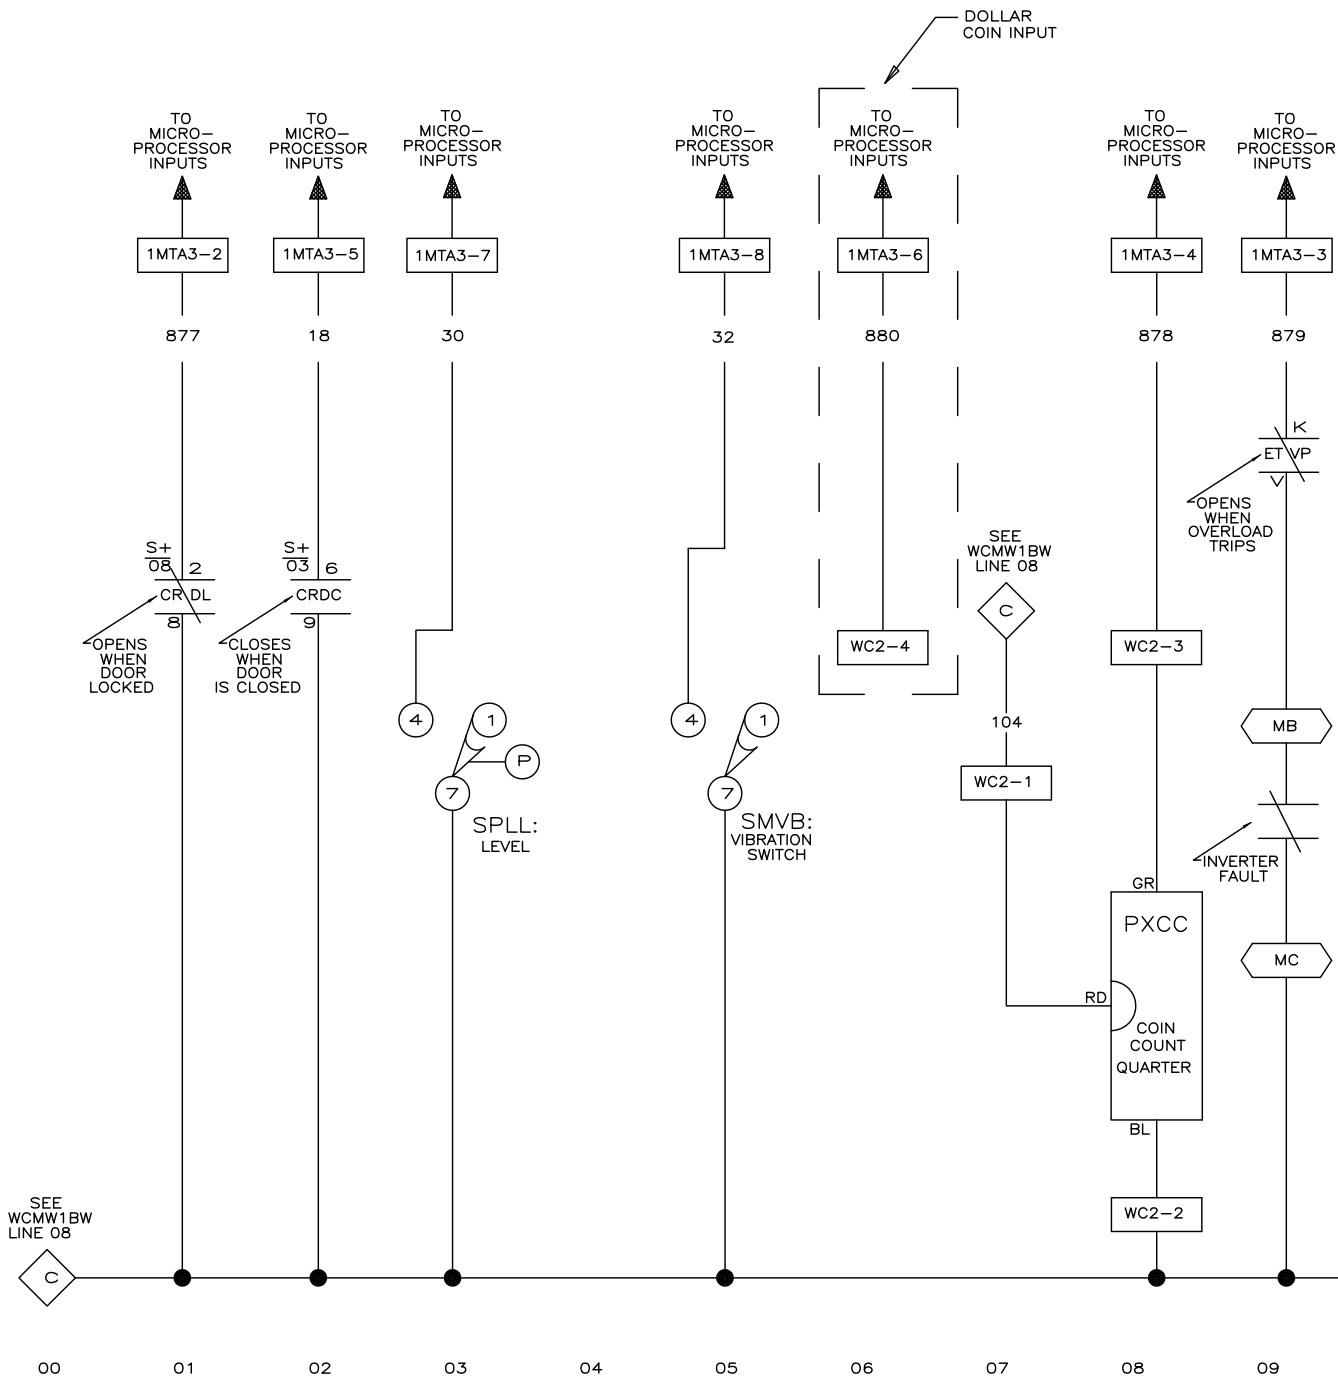 DOLLAR
COIN INPUT
TO
MICRO-
PROCESSOR
INPUTS
TO
MICRO-
PROCESSOR
INPUTS
TO
MICRO-
PROCESSOR
INPUTS
TO
MICRO-
PROCESSOR
INPUTS
TO
MICRO-
PROCESSOR
INPUTS
TO
MICRO-
PROCESSOR
INPUTS
TO
MICRO-
PROCESSOR
INPUTS
1MTA3-2
1MTA3-5
1MTA3-7
1MTA3-8
1MTA3-6
1MTA3-4
1MTA3-3
877
18
30
32
880
878
879
K
ET VP
V
OPENS
WHEN
OVERLOAD
TRIPS
S+
08
2
CR DL
8
OPENS
WHEN
DOOR
LOCKED
S+
03
6
CRDC
9
CLOSES
WHEN
DOOR
IS CLOSED
SEE
WCMW1BW
LINE 08
C
WC2-4
WC2-3
4
1
P
7
SPLL:
LEVEL
4
1
7
SMVB:
VIBRATION
SWITCH
104
WC2-1
MB
INVERTER
FAULT
GR
PXCC
RD
COIN
COUNT
QUARTER
BL
MC
WC2-2
SEE
WCMW1BW
LINE 08
C
00
01
02
03
04
05
06
07
08
09